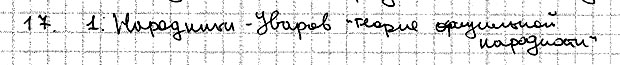 17. 1. Народники - Уваров - теория официальной
народности